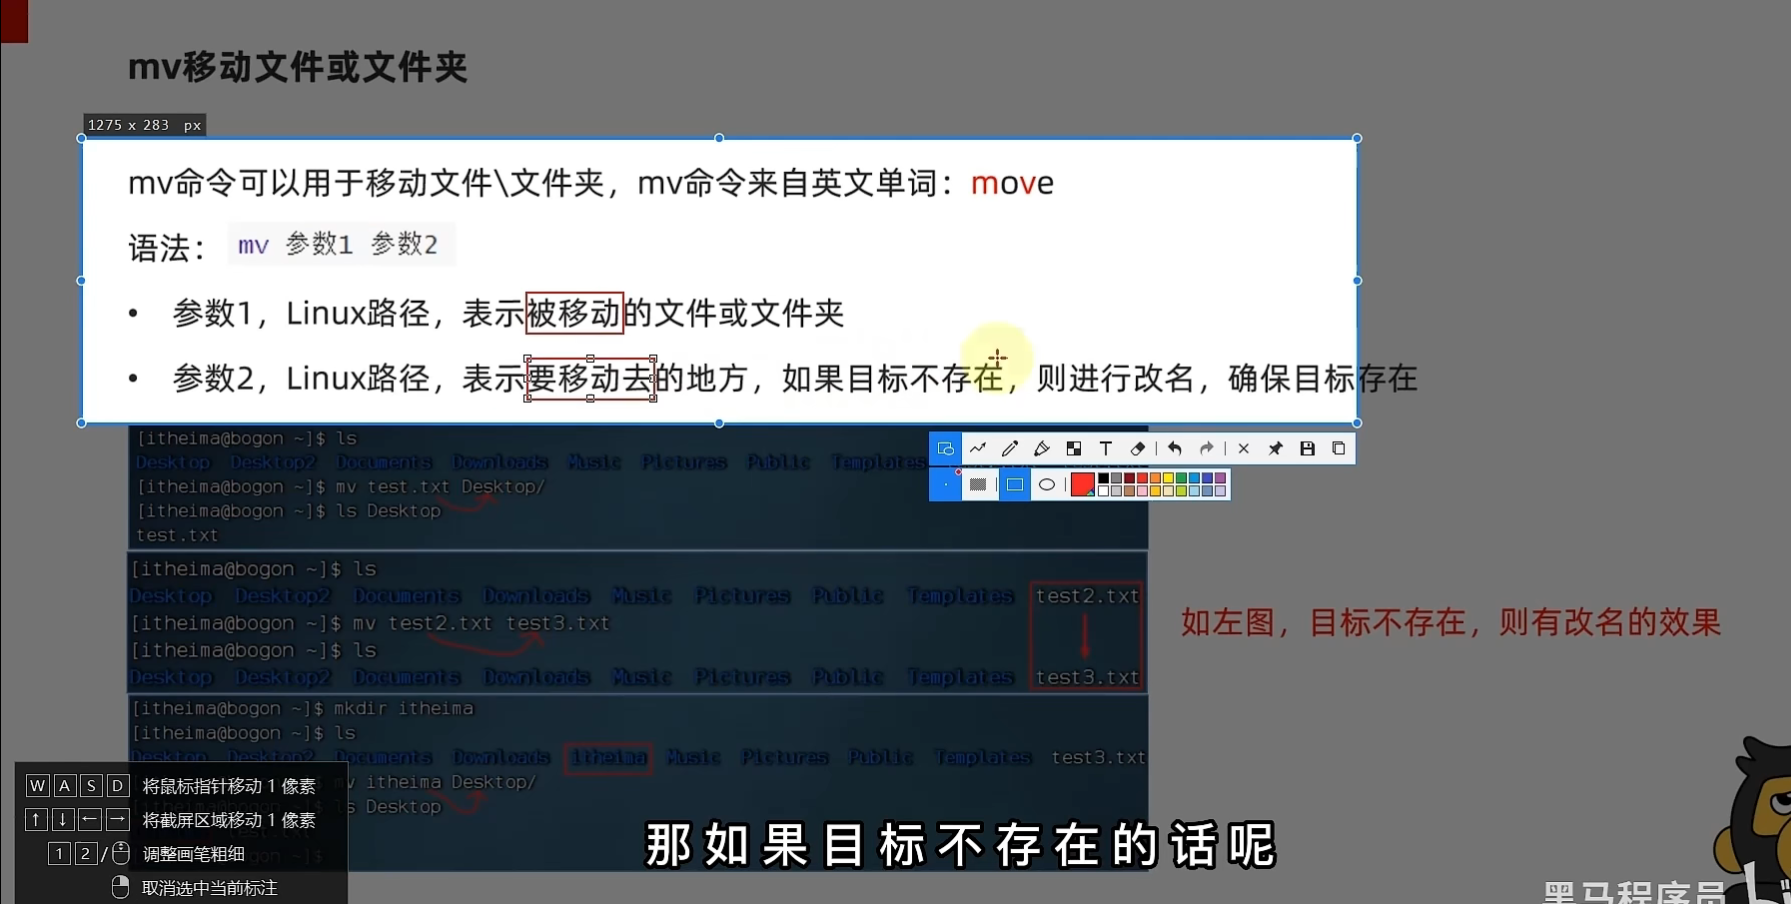 mv移动文件或文件夹
1275 x 283 px
mv命令可以用于移动文件\文件夹，mv命令来自英文单词：move
语法： mv 参数1 参数2
• 参数1，Linux路径，表示被移动的文件或文件夹
• 参数2，Linux路径，表示要移动去的地方，如果目标不存在，则进行改名，确保目标存在
[itheima@bogon ~]$ ls
Desktop Desktop2 Documents Downloads Music Pictures Public Templates
[itheima@bogon ~]$ mv test.txt Desktop/
[itheima@bogon ~]$ ls Desktop
test.txt
[itheima@bogon ~]$ ls
Desktop Desktop2 Documents Downloads Music Pictures Public Templates test2.txt
[itheima@bogon ~]$ mv test2.txt test3.txt
[itheima@bogon ~]$ ls
Desktop Desktop2 Documents Downloads Music Pictures Public Templates test3.txt
如左图，目标不存在，则有改名的效果
[itheima@bogon ~]$ mkdir itheima
[itheima@bogon ~]$ ls
Desktop Desktop2 Documents Downloads itheima Music Pictures Public Templates test3.txt
mv itheima Desktop/
ls Desktop
W A S D 将鼠标指针移动 1 像素
↑ ↓ ← → 将截屏区域移动 1 像素
1 2 / 调整画笔粗细
取消选中当前标注
那如果目标不存在的话呢
黑马程序员